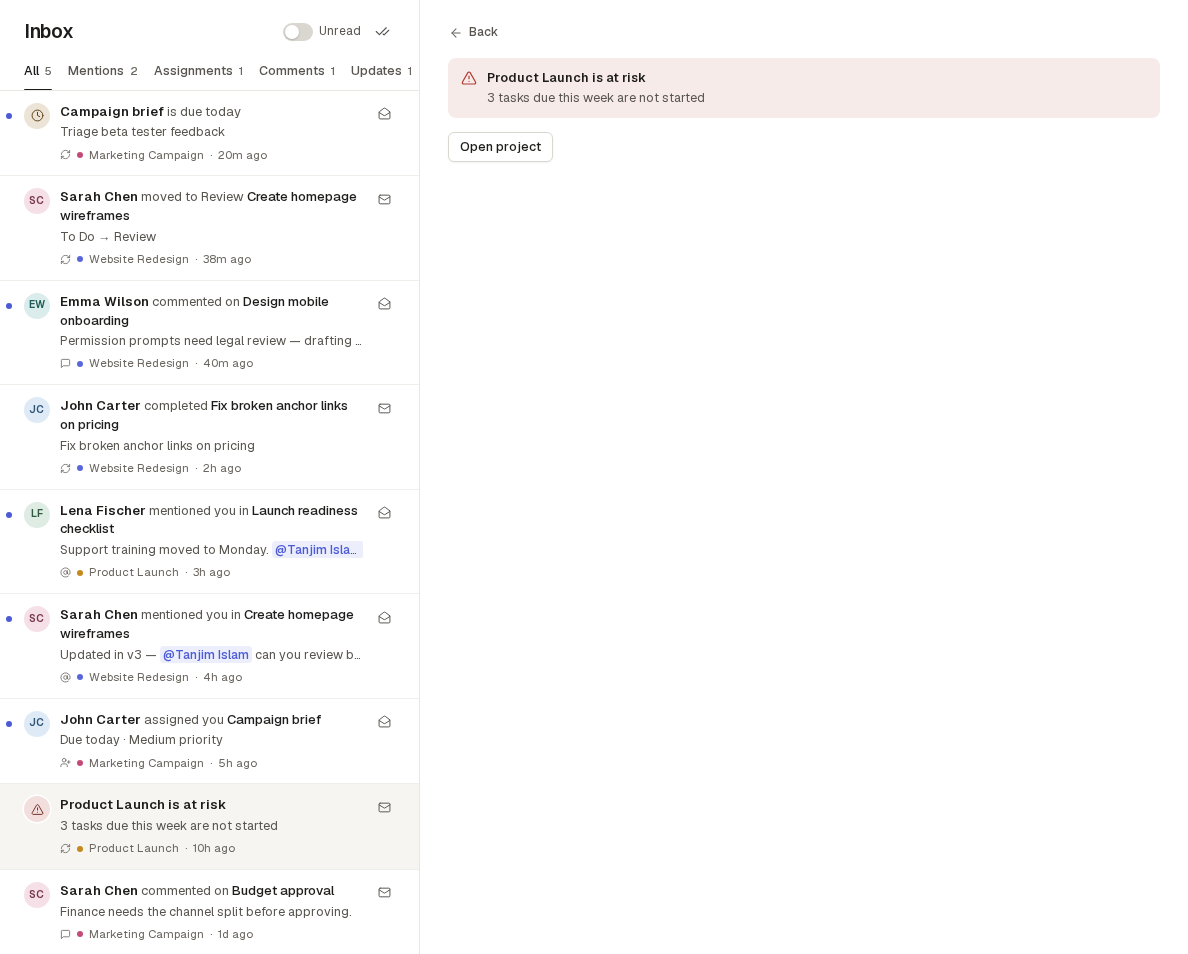 Inbox
Unread
All 5 Mentions 2 Assignments 1 Comments 1 Updates 1
Campaign brief is due today
Triage beta tester feedback
Marketing Campaign · 20m ago
SC
Sarah Chen moved to Review Create homepage
wireframes
To Do → Review
Website Redesign · 38m ago
EW
Emma Wilson commented on Design mobile
onboarding
Permission prompts need legal review — drafting …
Website Redesign · 40m ago
JC
John Carter completed Fix broken anchor links
on pricing
Fix broken anchor links on pricing
Website Redesign · 2h ago
LF
Lena Fischer mentioned you in Launch readiness
checklist
Support training moved to Monday. @Tanjim Isla…
Product Launch · 3h ago
SC
Sarah Chen mentioned you in Create homepage
wireframes
Updated in v3 — @Tanjim Islam can you review b…
Website Redesign · 4h ago
JC
John Carter assigned you Campaign brief
Due today · Medium priority
Marketing Campaign · 5h ago
Product Launch is at risk
3 tasks due this week are not started
Product Launch · 10h ago
SC
Sarah Chen commented on Budget approval
Finance needs the channel split before approving.
Marketing Campaign · 1d ago
Back
Product Launch is at risk
3 tasks due this week are not started
Open project